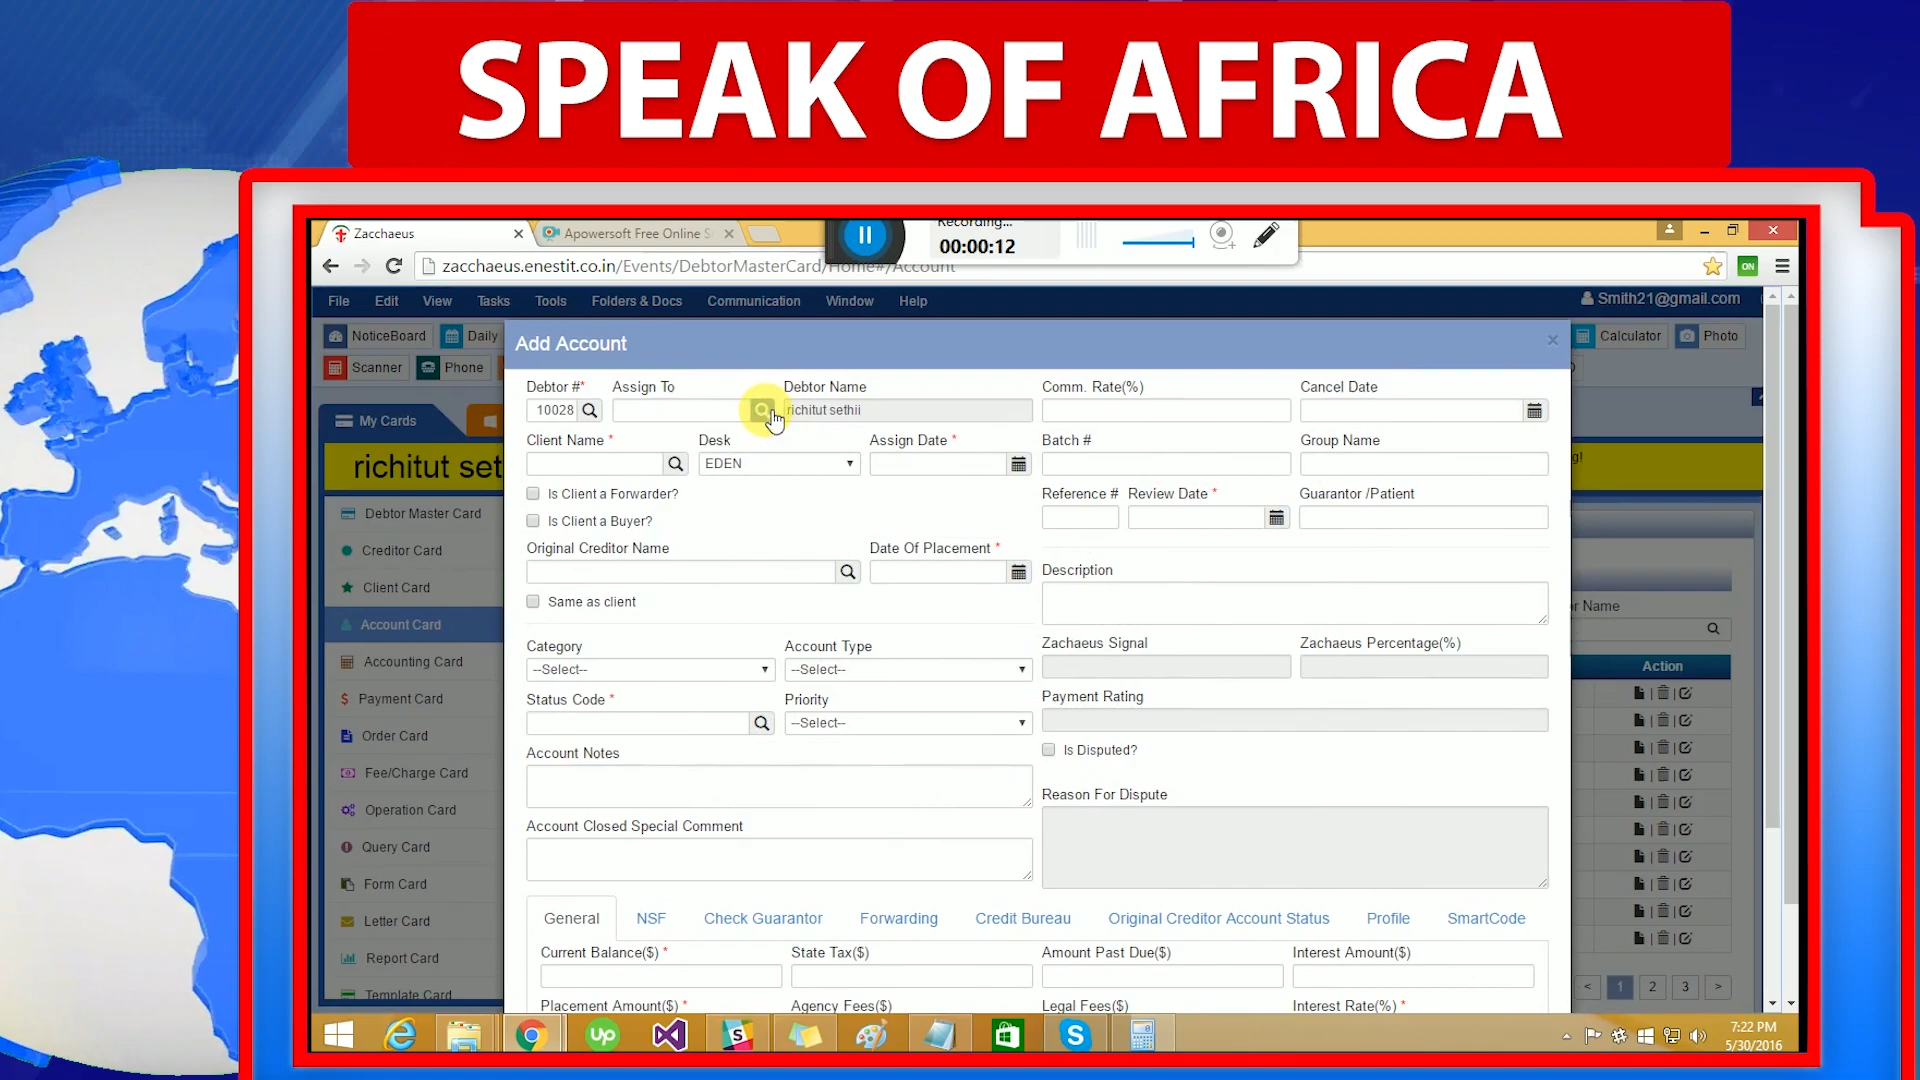 SPEAK OF AFRICA
Zacchaeus
Apowersoft Free Online S
Recording...
00:00:12
zacchaeus.enestit.co.in/Events/DebtorMasterCard/Home#/Account
ON
File Edit View Tasks Tools Folders & Docs Communication Window Help
Smith21@gmail.com
NoticeBoard Daily Calculator Photo
Scanner Phone
Add Account
Debtor #* Assign To Debtor Name Comm. Rate(%) Cancel Date
10028 richitut sethii
My Cards
Client Name * Desk Assign Date * Batch # Group Name
EDEN
richitut set
g!
Is Client a Forwarder? Reference # Review Date * Guarantor /Patient
Is Client a Buyer?
Original Creditor Name Date Of Placement *
Description
Same as client
Category Account Type Zachaeus Signal Zachaeus Percentage(%)
--Select-- --Select--
Status Code * Priority Payment Rating
--Select--
Account Notes Is Disputed?
Reason For Dispute
Account Closed Special Comment
Debtor Master Card
Creditor Card
Client Card
Account Card
Accounting Card
Payment Card
Order Card
Fee/Charge Card
Operation Card
Query Card
Form Card
Letter Card
Report Card
Template Card
r Name
Action
General NSF Check Guarantor Forwarding Credit Bureau Original Creditor Account Status Profile SmartCode
Current Balance($) * State Tax($) Amount Past Due($) Interest Amount($)
Placement Amount($) * Agency Fees($) Legal Fees($) Interest Rate(%) *
< 1 2 3 >
Up
7:22 PM
5/30/2016